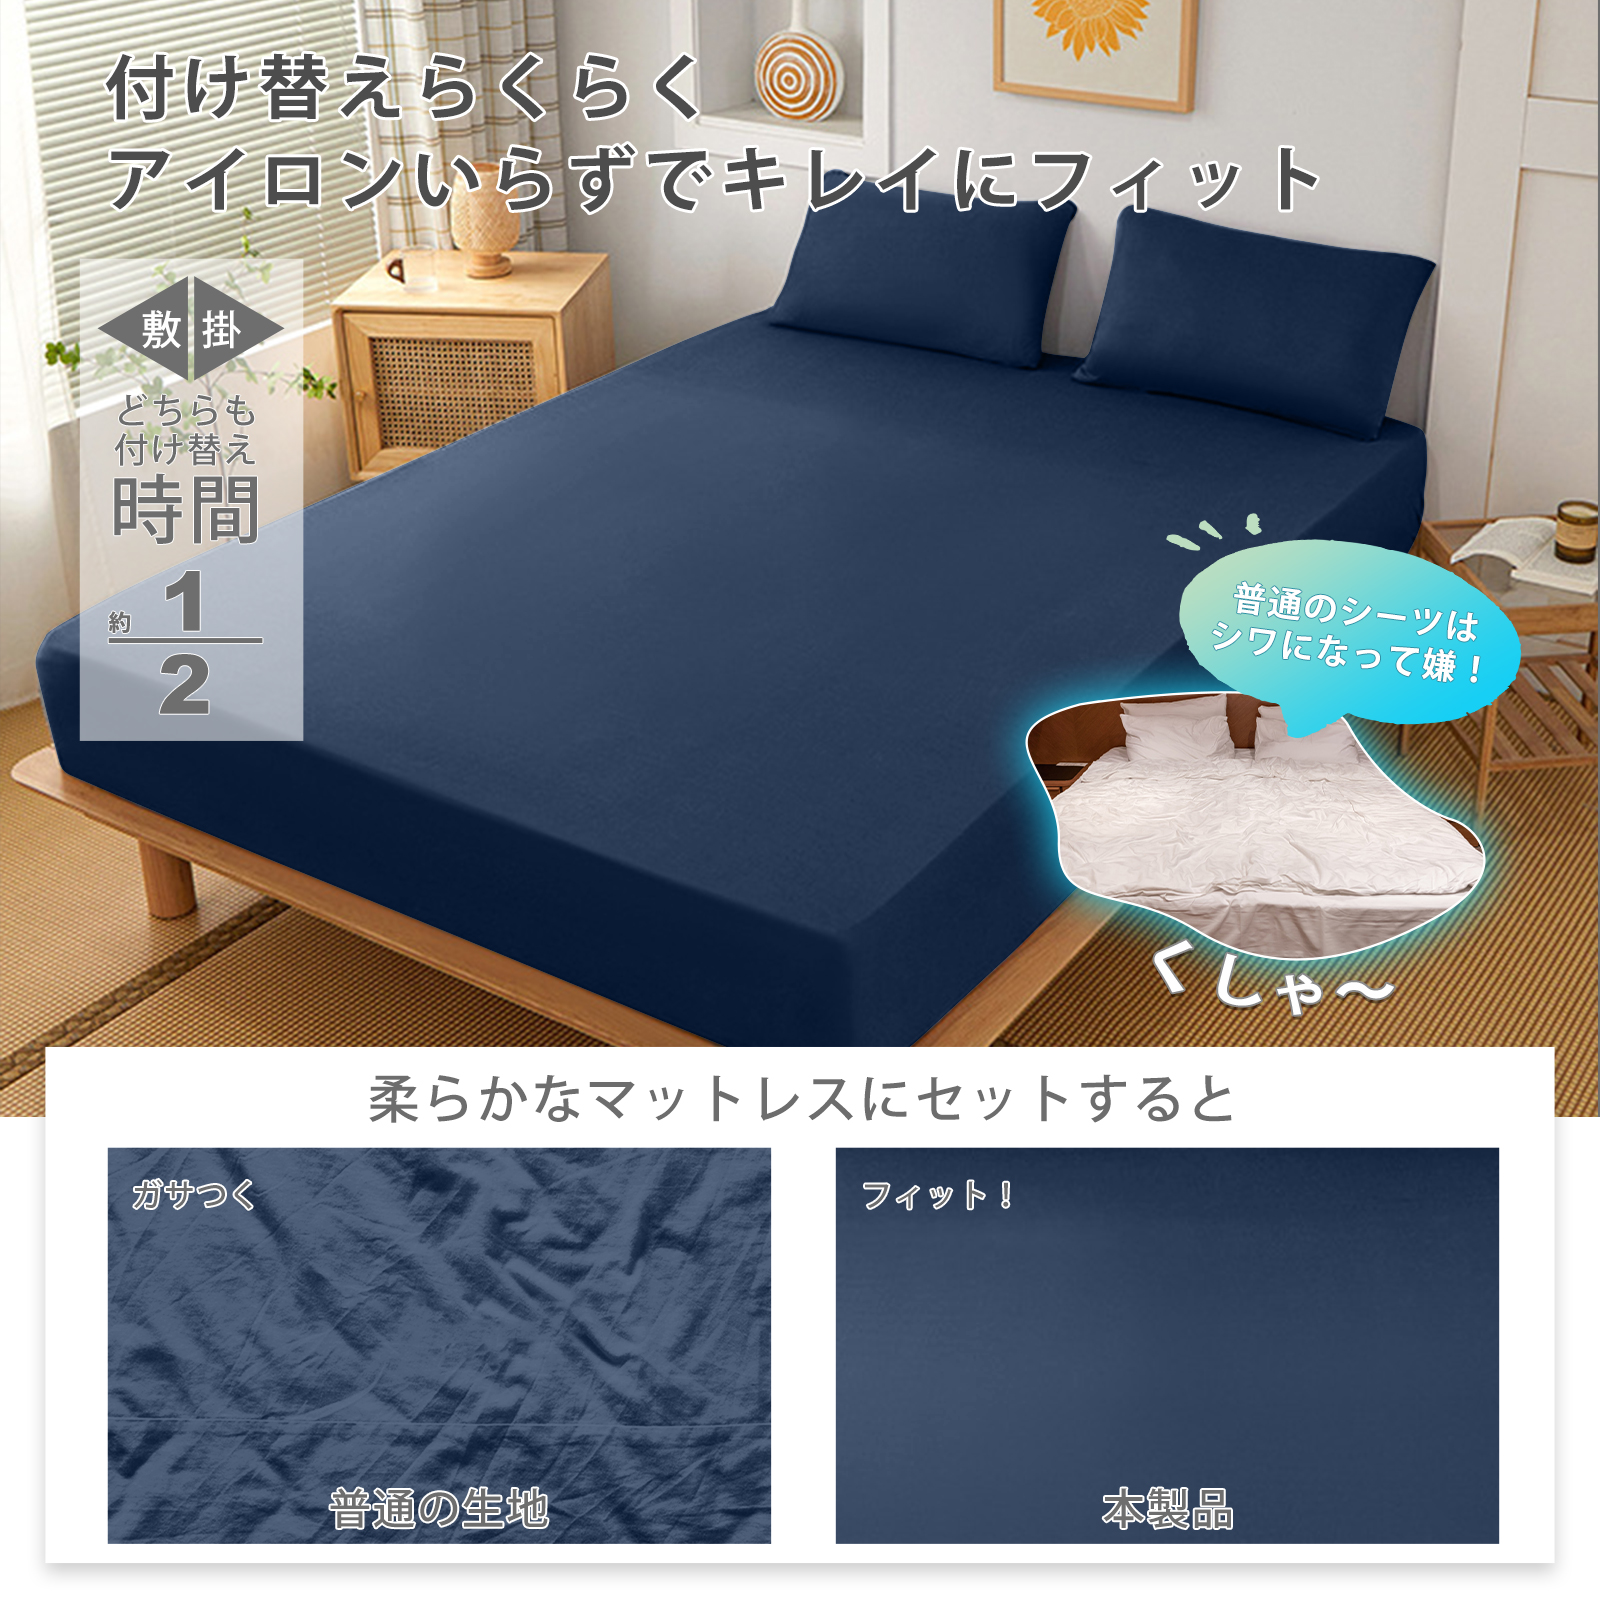 付け替えらくらく
アイロンいらずでキレイにフィット
敷 掛
どちらも
付け替え
時間
約 1
2
普通のシーツは
シワになって嫌！
くしゃ～
柔らかなマットレスにセットすると
ガサつく
フィット！
普通の生地
本製品